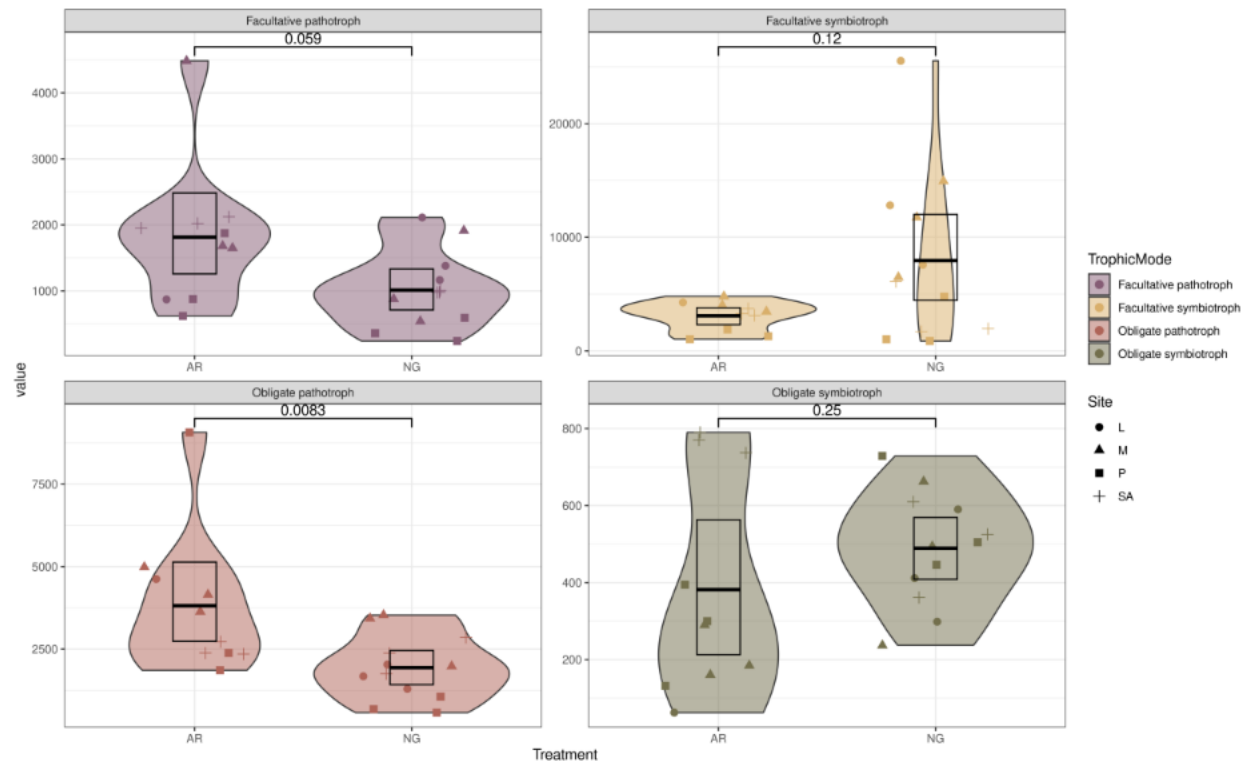 Facultative pathotroph
Facultative symbiotroph
0.059
0.12
4000
3000
2000
1000
20000
10000
0
AR
NG
AR
NG
value
Obligate pathotroph
Obligate symbiotroph
0.0083
0.25
7500
5000
2500
800
600
400
200
AR
NG
AR
NG
Treatment
TrophicMode
Facultative pathotroph
Facultative symbiotroph
Obligate pathotroph
Obligate symbiotroph
Site
L
M
P
SA